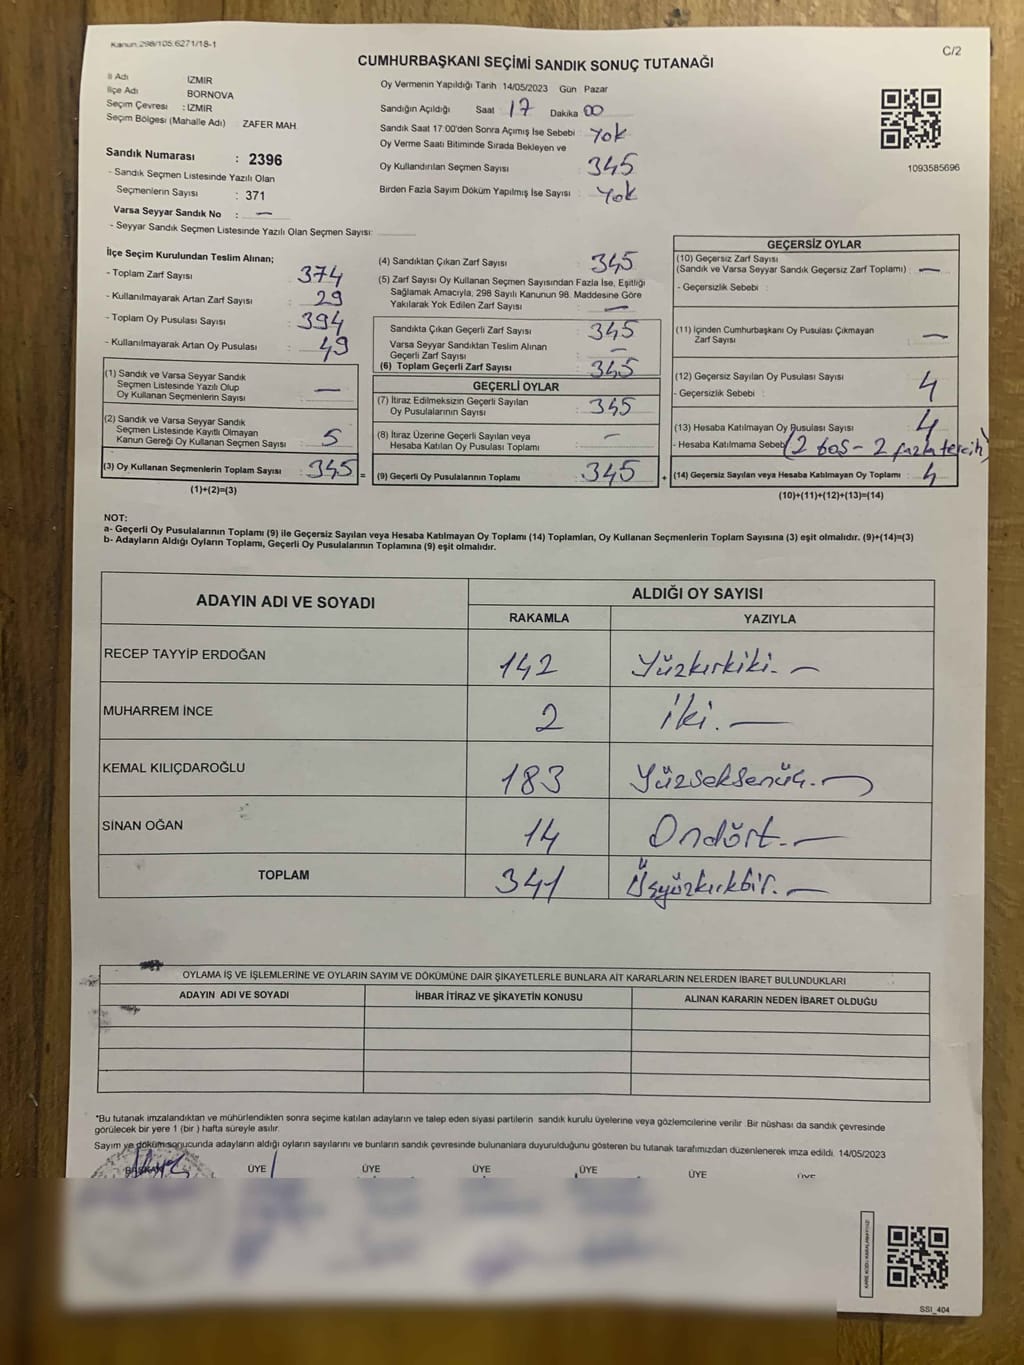 Kanun.298/105.6271/18-1
C/2
CUMHURBAŞKANI SEÇİMİ SANDIK SONUÇ TUTANAĞI
İl Adı İZMİR
İlçe Adı BORNOVA
Seçim Çevresi : İZMİR
Seçim Bölgesi (Mahalle Adı) ZAFER MAH.
Sandık Numarası : 2396
- Sandık Seçmen Listesinde Yazılı Olan
Seçmenlerin Sayısı : 371
Varsa Seyyar Sandık No : —
- Seyyar Sandık Seçmen Listesinde Yazılı Olan Seçmen Sayısı:
Oy Vermenin Yapıldığı Tarih 14/05/2023 Gün Pazar
Sandığın Açıldığı Saat 17 Dakika 00
Sandık Saat 17:00'den Sonra Açımış İse Sebebi Yok
Oy Verme Saati Bitiminde Sırada Bekleyen ve
Oy Kullandırılan Seçmen Sayısı 345
Birden Fazla Sayım Döküm Yapılmış İse Sayısı Yok
1093585696
İlçe Seçim Kurulundan Teslim Alınan;
- Toplam Zarf Sayısı 374
- Kullanılmayarak Artan Zarf Sayısı 29
- Toplam Oy Pusulası Sayısı : 394
- Kullanılmayarak Artan Oy Pusulası : 49
(1) Sandık ve Varsa Seyyar Sandık
Seçmen Listesinde Yazılı Olup
Oy Kullanan Seçmenlerin Sayısı —
(2) Sandık ve Varsa Seyyar Sandık
Seçmen Listesinde Kayıtlı Olmayan
Kanun Gereği Oy Kullanan Seçmen Sayısı 5
(3) Oy Kullanan Seçmenlerin Toplam Sayısı 345 =
(1)+(2)=(3)
(4) Sandıktan Çıkan Zarf Sayısı 345
(5) Zarf Sayısı Oy Kullanan Seçmen Sayısından Fazla İse, Eşitliği
Sağlamak Amacıyla, 298 Sayılı Kanunun 98. Maddesine Göre
Yakılarak Yok Edilen Zarf Sayısı —
Sandıkta Çıkan Geçerli Zarf Sayısı 345
Varsa Seyyar Sandıktan Teslim Alınan
Geçerli Zarf Sayısı —
(6) Toplam Geçerli Zarf Sayısı 345
GEÇERLİ OYLAR
(7) İtiraz Edilmeksizin Geçerli Sayılan
Oy Pusulalarının Sayısı 345
(8) İtiraz Üzerine Geçerli Sayılan veya
Hesaba Katılan Oy Pusulası Toplamı —
(9) Geçerli Oy Pusulalarının Toplamı 345 +
GEÇERSİZ OYLAR
(10) Geçersiz Zarf Sayısı
(Sandık ve Varsa Seyyar Sandık Geçersiz Zarf Toplamı) : —
- Geçersizlik Sebebi :
(11) İçinden Cumhurbaşkanı Oy Pusulası Çıkmayan
Zarf Sayısı —
(12) Geçersiz Sayılan Oy Pusulası Sayısı 4
- Geçersizlik Sebebi :
(13) Hesaba Katılmayan Oy Pusulası Sayısı 4
- Hesaba Katılmama Sebebi (2 boş - 2 fazla tercih)
(14) Geçersiz Sayılan veya Hesaba Katılmayan Oy Toplamı : 4
(10)+(11)+(12)+(13)=(14)
NOT:
a- Geçerli Oy Pusulalarının Toplamı (9) ile Geçersiz Sayılan veya Hesaba Katılmayan Oy Toplamı (14) Toplamları, Oy Kullanan Seçmenlerin Toplam Sayısına (3) eşit olmalıdır. (9)+(14)=(3)
b- Adayların Aldığı Oyların Toplamı, Geçerli Oy Pusulalarının Toplamına (9) eşit olmalıdır.
ADAYIN ADI VE SOYADI
ALDIĞI OY SAYISI
RAKAMLA YAZIYLA
RECEP TAYYİP ERDOĞAN 142 Yüzkırkiki. —
MUHARREM İNCE 2 iki. —
KEMAL KILIÇDAROĞLU 183 Yüzseksenüç. —
SİNAN OĞAN 14 Ondört. —
TOPLAM 341 Üçyüzkırkbir. —
OYLAMA İŞ VE İŞLEMLERİNE VE OYLARIN SAYIM VE DÖKÜMÜNE DAİR ŞİKAYETLERLE BUNLARA AİT KARARLARIN NELERDEN İBARET BULUNDUKLARI
ADAYIN ADI VE SOYADI İHBAR İTİRAZ VE ŞİKAYETİN KONUSU ALINAN KARARIN NEDEN İBARET OLDUĞU
*Bu tutanak imzalandıktan ve mühürlendikten sonra seçime katılan adayların ve talep eden siyasi partilerin sandık kurulu üyelerine veya gözlemcilerine verilir. Bir nüshası da sandık çevresinde
görülecek bir yere 1 (bir ) hafta süreyle asılır.
Sayım ve döküm sonucunda adayların aldığı oyların sayılarını ve bunların sandık çevresinde bulunanlara duyurulduğunu gösteren bu tutanak tarafımızdan düzenlenerek imza edildi. 14/05/2023
BAŞKAN ÜYE ÜYE ÜYE ÜYE ÜYE ÜYE
SSI_404